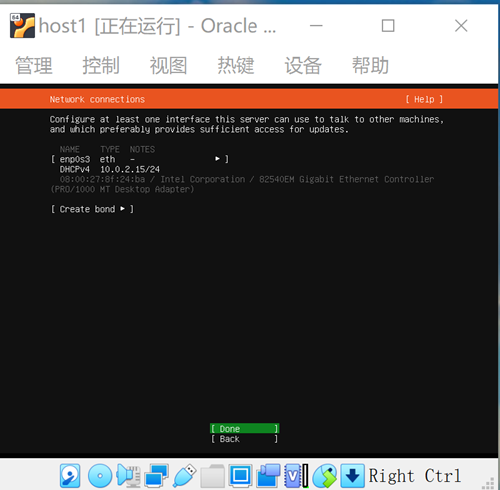 64
host1 [正在运行] - Oracle ...
管理 控制 视图 热键 设备 帮助
Network connections [ Help ]
Configure at least one interface this server can use to talk to other machines,
and which preferably provides sufficient access for updates.
NAME TYPE NOTES
[ enp0s3 eth - ▸ ]
DHCPv4 10.0.2.15/24
08:00:27:8f:24:ba / Intel Corporation / 82540EM Gigabit Ethernet Controller
(PRO/1000 MT Desktop Adapter)
[ Create bond ▸ ]
[ Done ]
[ Back ]
Right Ctrl